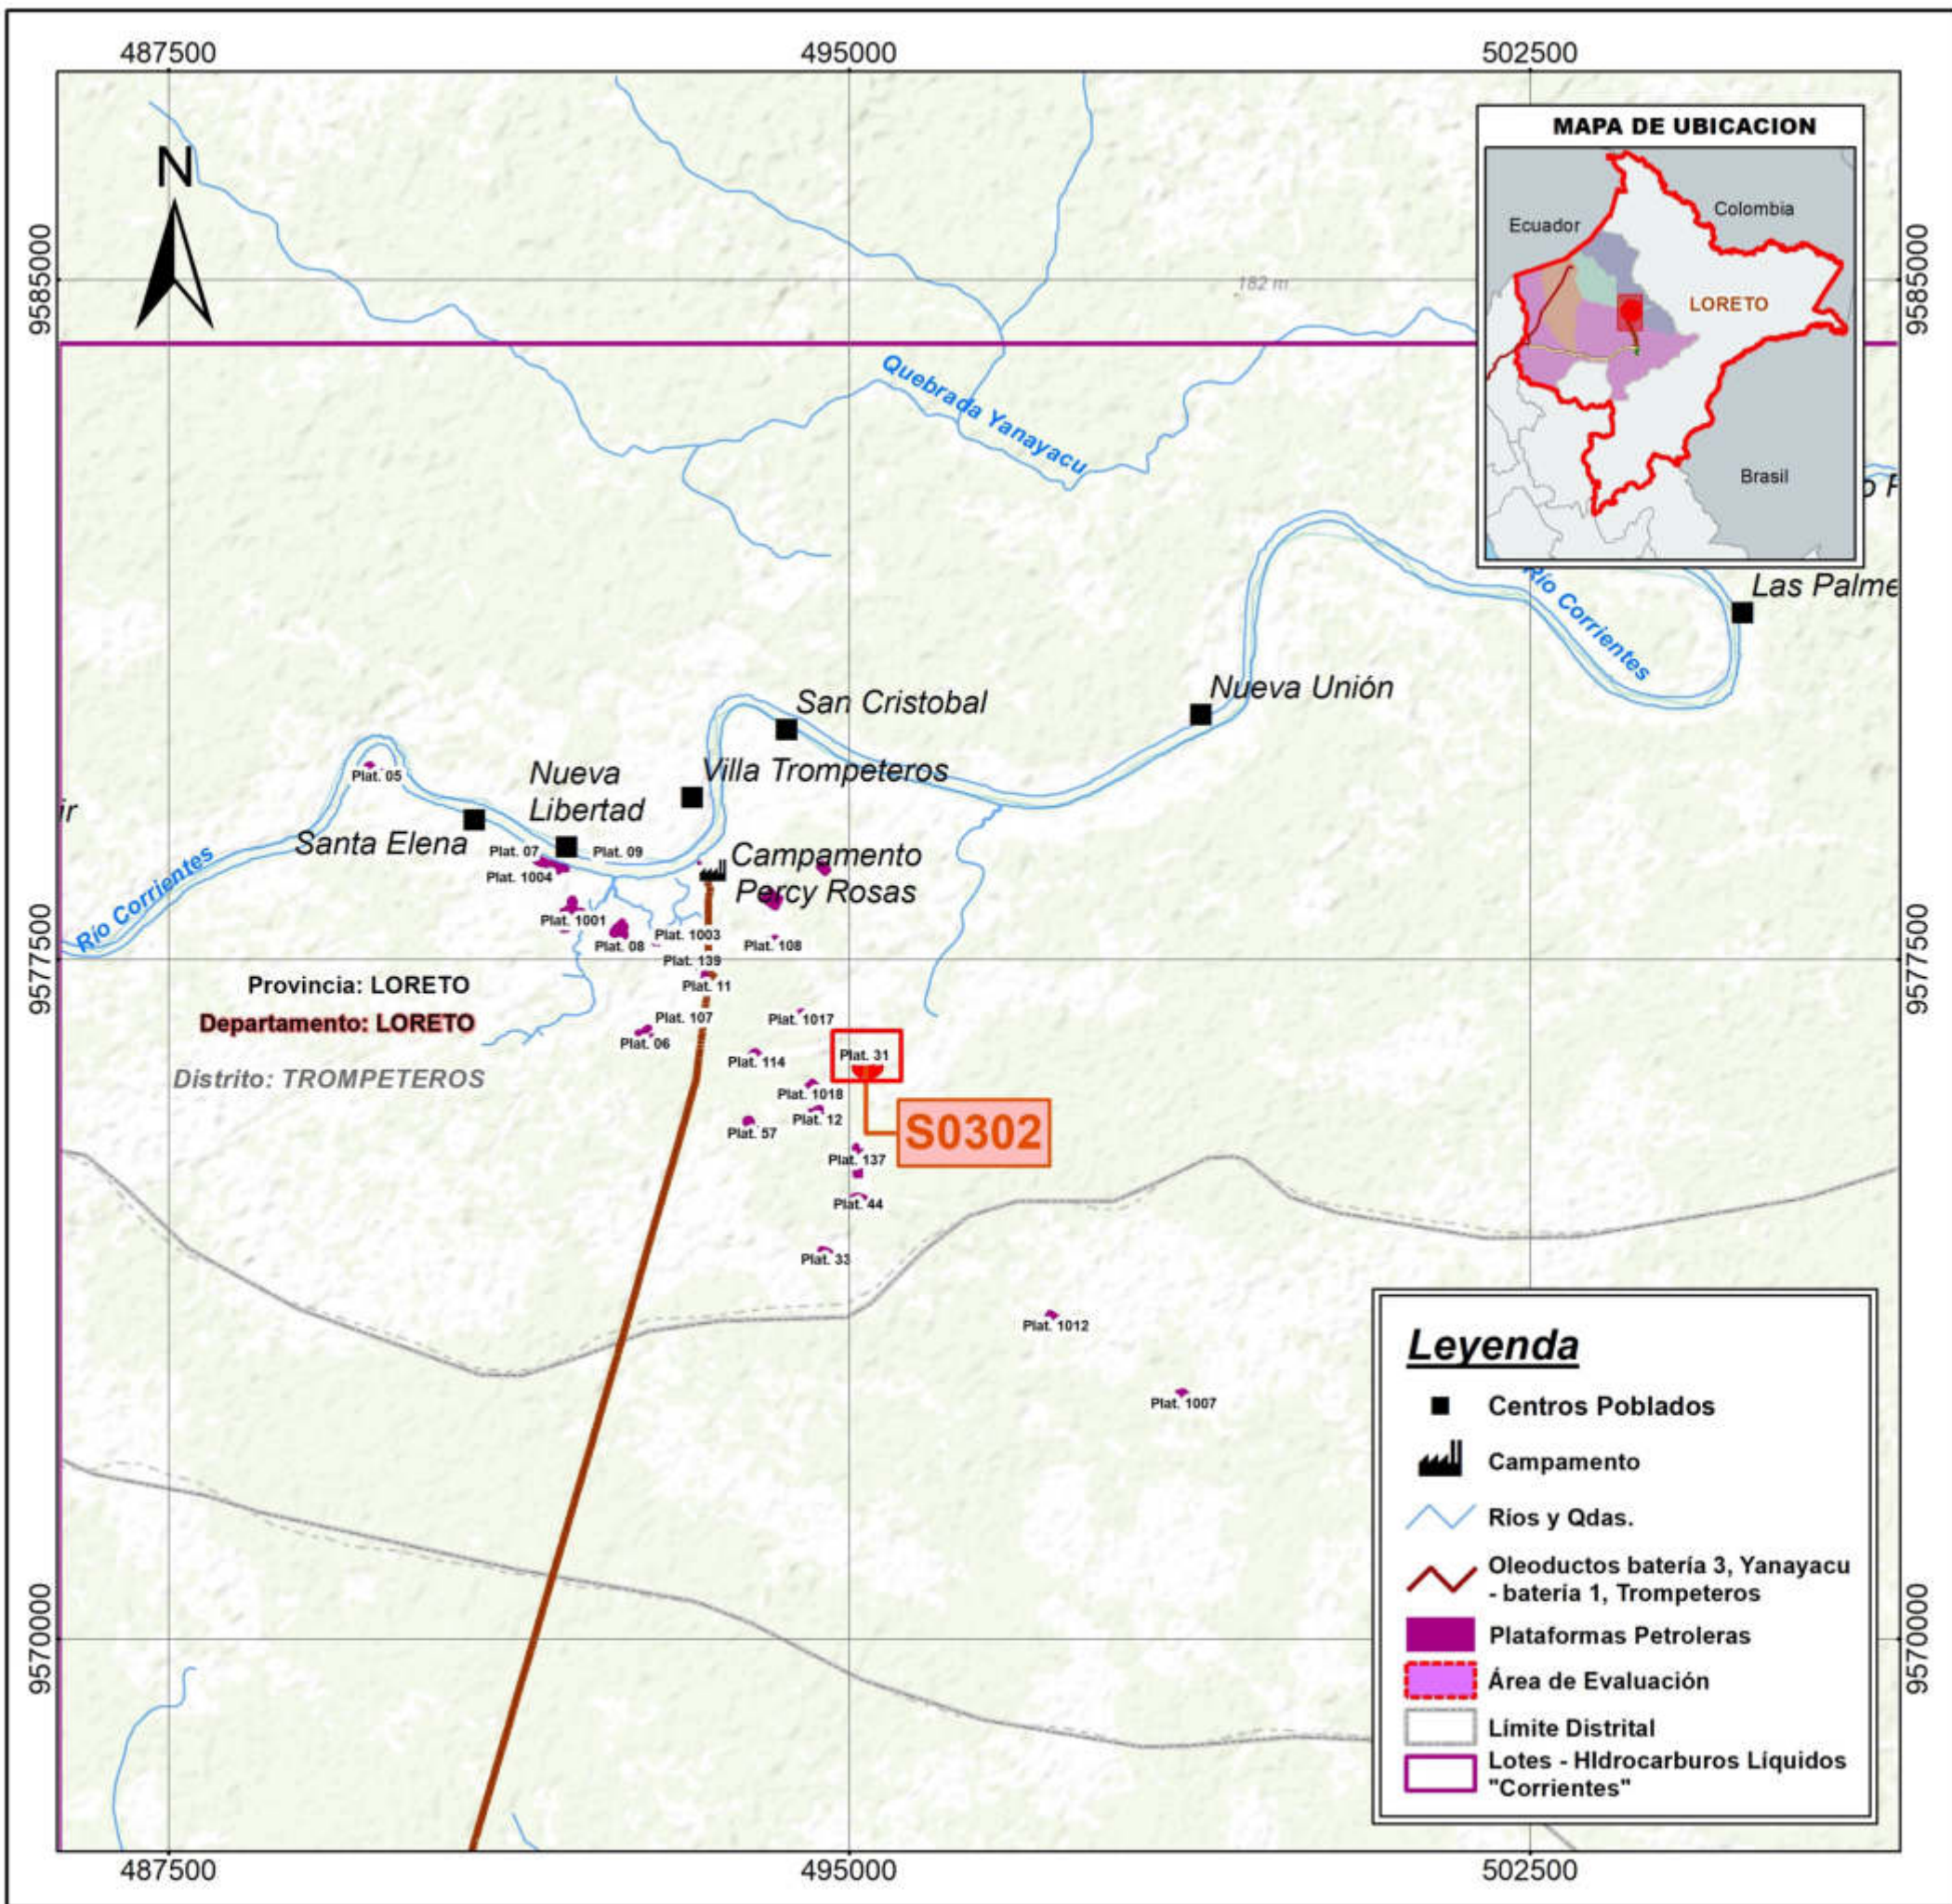 487500
495000
502500
N
MAPA DE UBICACION
Colombia
Ecuador
LORETO
Brasil
9585000
9585000
182 m
Quebrada Yanayacu
Río Corrientes
Las Palme
Nueva Unión
San Cristobal
Villa Trompeteros
Nueva
Libertad
Plat. 05
ir
Santa Elena
Plat. 07
Plat. 09
Plat. 1004
Campamento
Percy Rosas
Río Corrientes
Plat. 1001
Plat. 08
Plat. 1003
Plat. 108
9577500
9577500
Plat. 139
Plat. 11
Provincia: LORETO
Departamento: LORETO
Distrito: TROMPETEROS
Plat. 107
Plat. 06
Plat. 1017
Plat. 114
Plat. 31
Plat. 1018
Plat. 12
Plat. 57
S0302
Plat. 137
Plat. 44
Plat. 33
Plat. 1012
Plat. 1007
Leyenda
Centros Poblados
Campamento
Ríos y Qdas.
Oleoductos batería 3, Yanayacu
- batería 1, Trompeteros
Plataformas Petroleras
Área de Evaluación
Límite Distrital
Lotes - HIdrocarburos Líquidos
"Corrientes"
9570000
9570000
487500
495000
502500